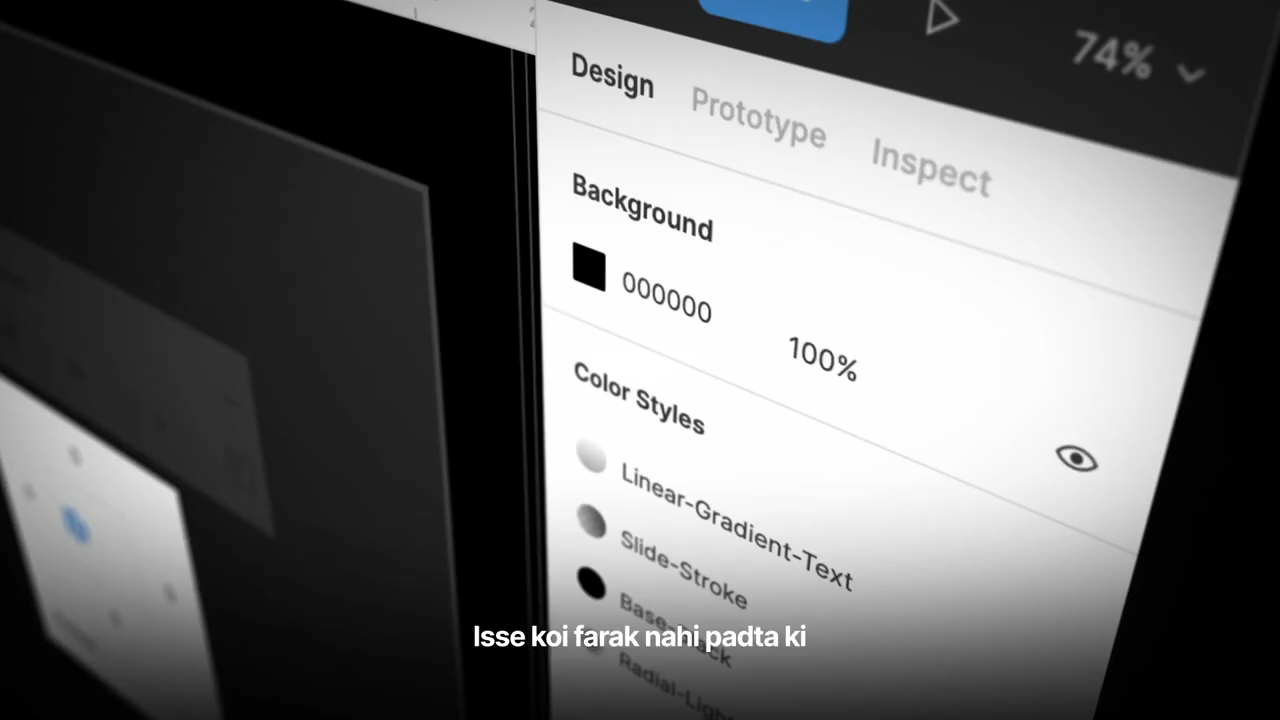 74%
Design Prototype Inspect
Background
000000 100%
Color Styles
Linear-Gradient-Text
Slide-Stroke
Isse koi farak nahi padta ki